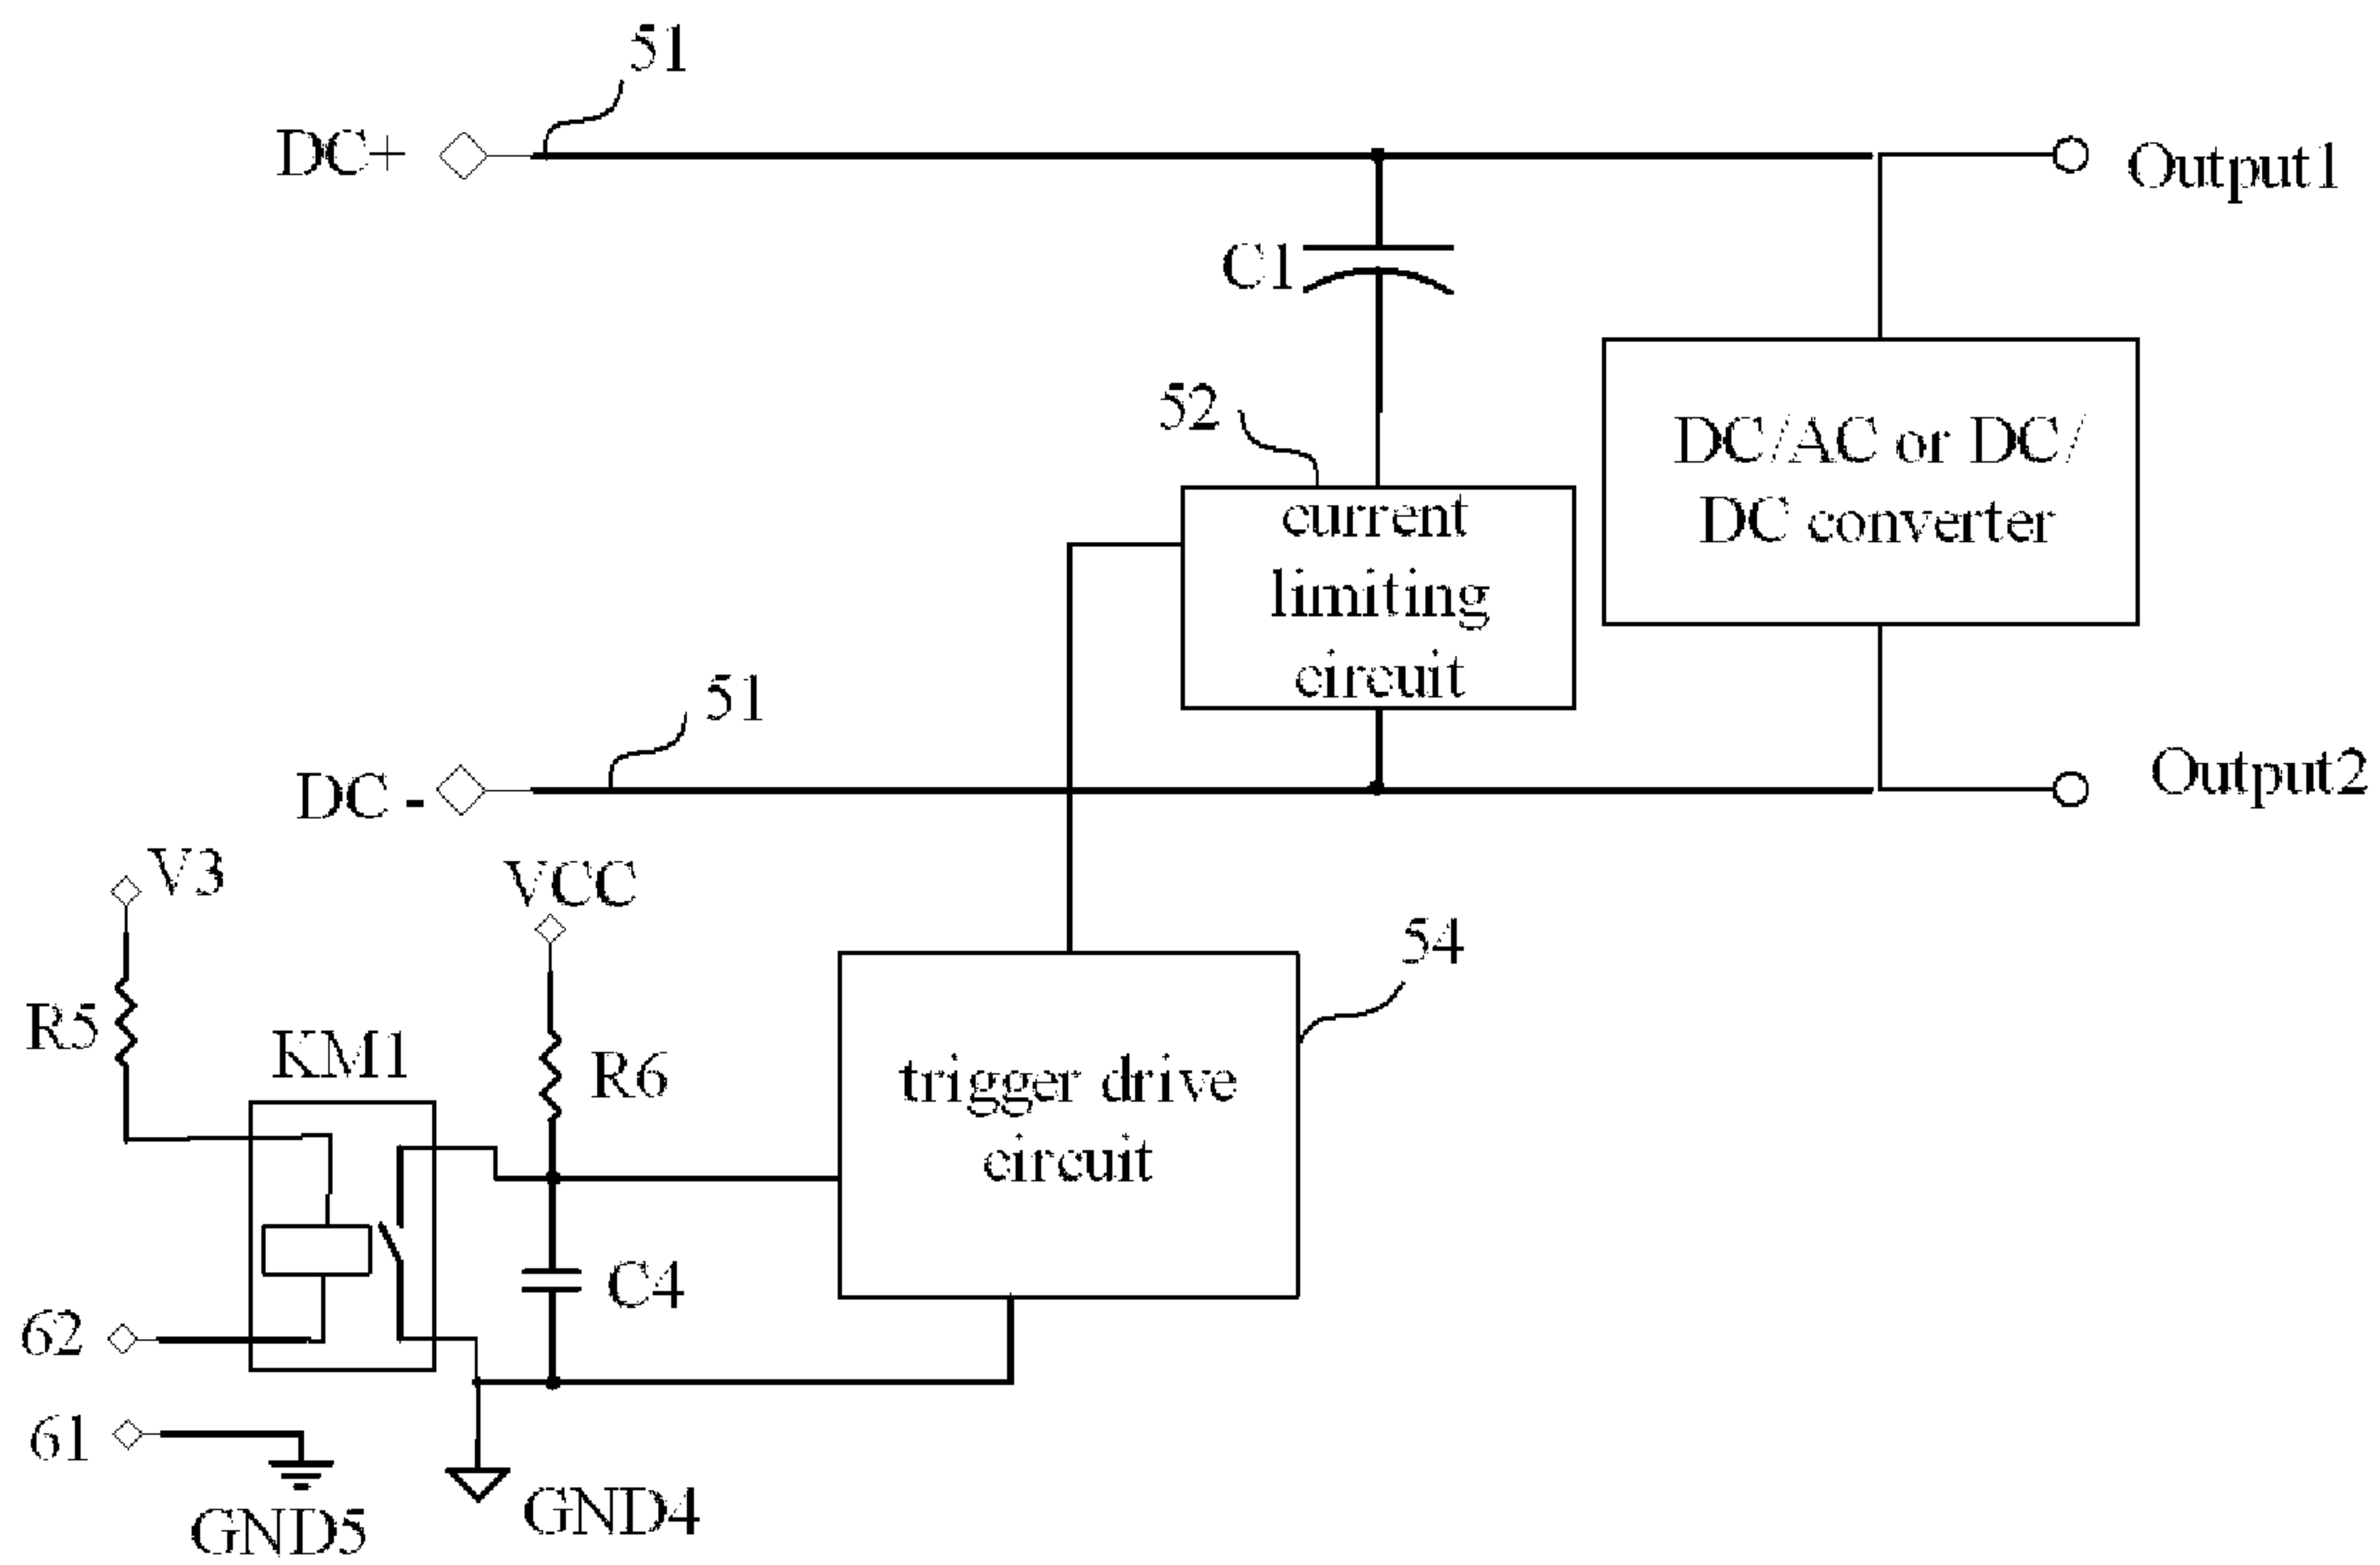 51
DC+
Output1
C1
52
current
limiting
circuit
DC/AC or DC/
DC converter
51
DC -
Output2
V3
VCC
54
R5
KM1
R6
trigger drive
circuit
C4
62
61
GND5
GND4